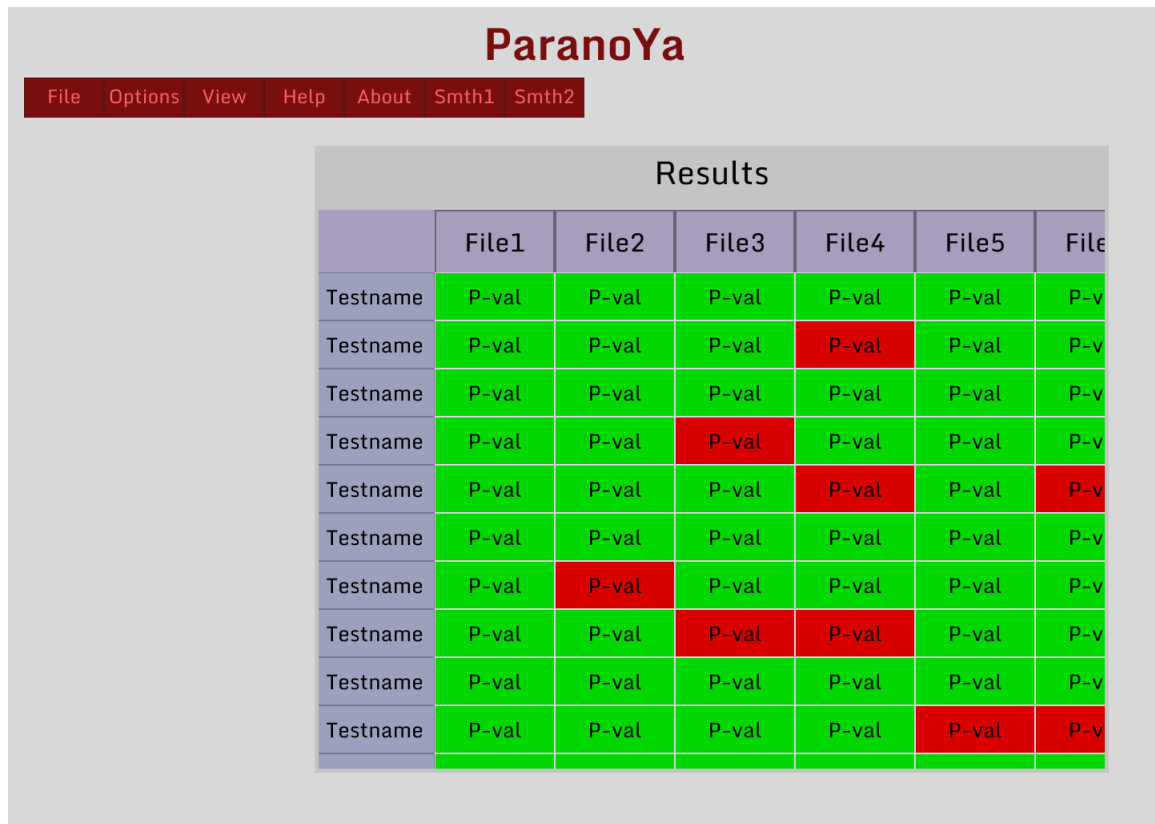 ParanoYa
File Options View Help About Smth1 Smth2
Results
File1 File2 File3 File4 File5 File
Testname P-val P-val P-val P-val P-val P-v
Testname P-val P-val P-val P-val P-val P-v
Testname P-val P-val P-val P-val P-val P-v
Testname P-val P-val P-val P-val P-val P-v
Testname P-val P-val P-val P-val P-val P-v
Testname P-val P-val P-val P-val P-val P-v
Testname P-val P-val P-val P-val P-val P-v
Testname P-val P-val P-val P-val P-val P-v
Testname P-val P-val P-val P-val P-val P-v
Testname P-val P-val P-val P-val P-val P-v